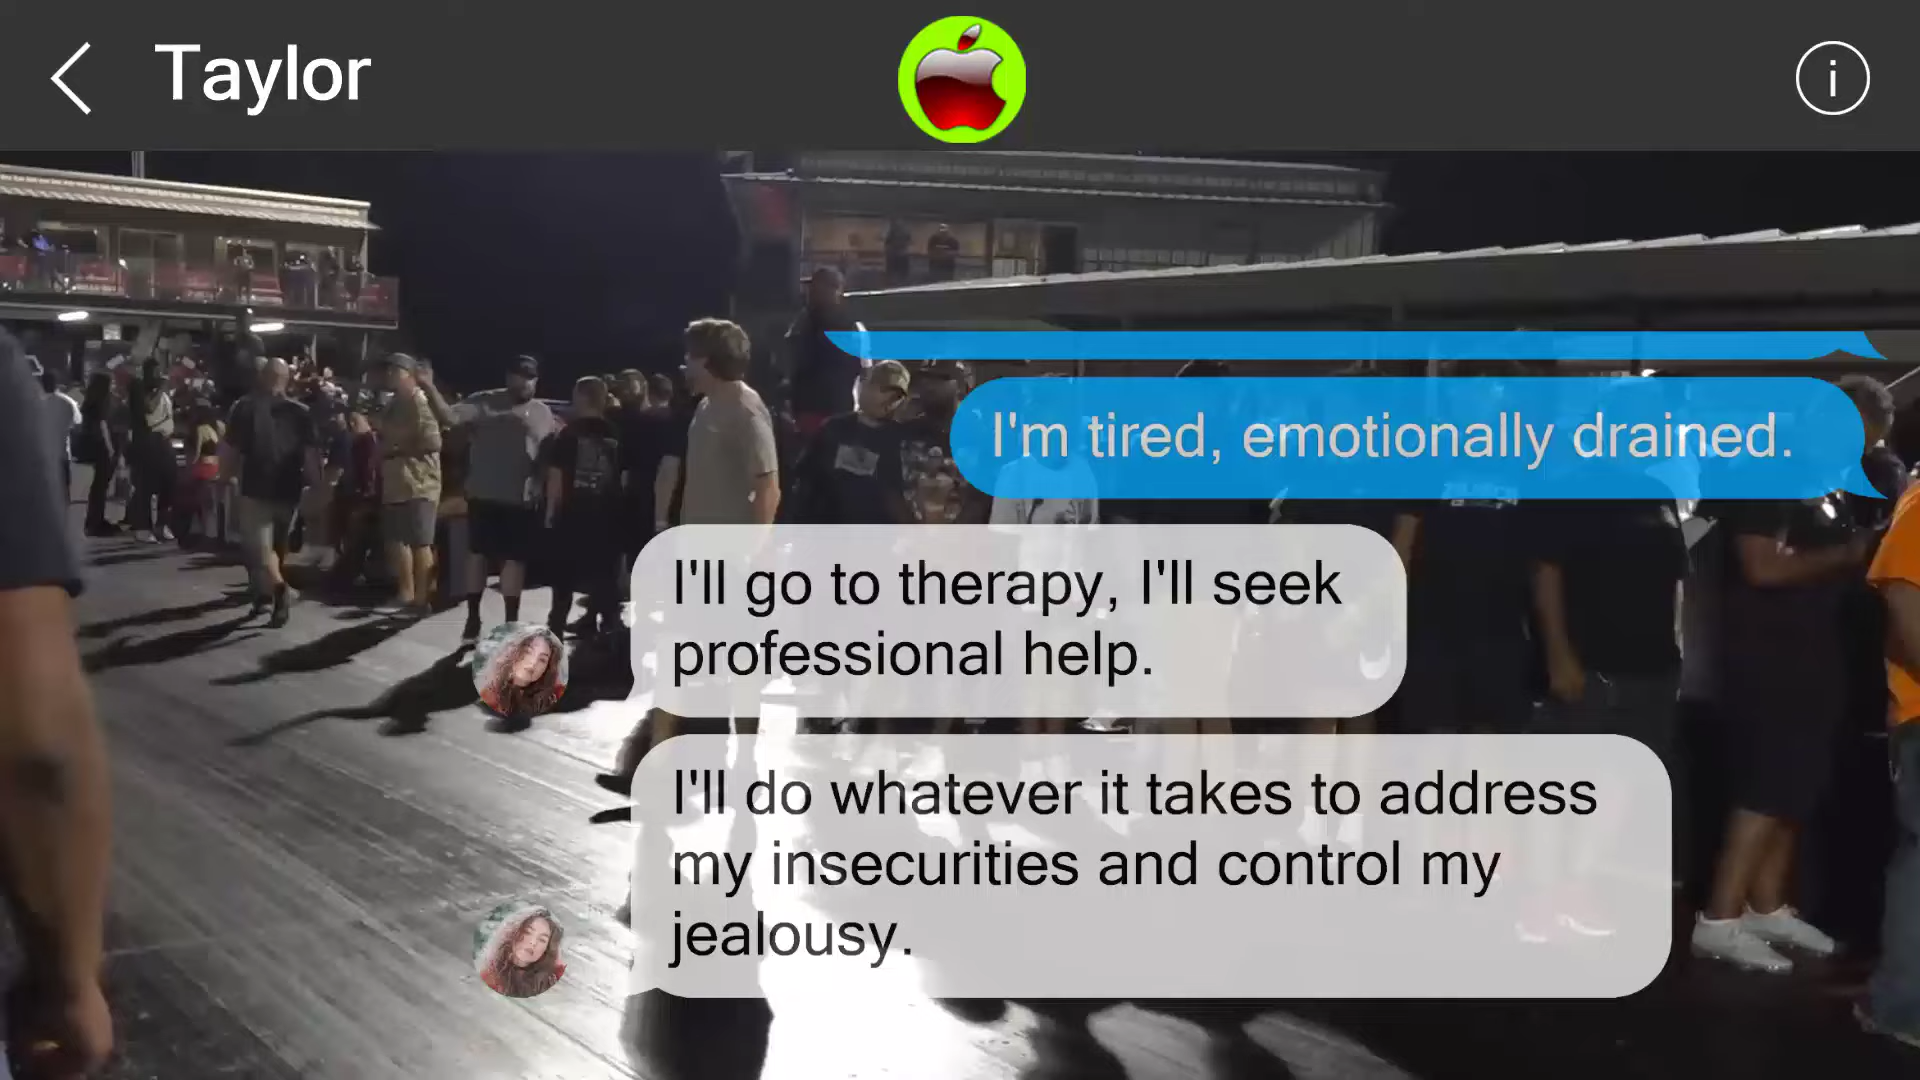 Taylor
I'm tired, emotionally drained.
I'll go to therapy, I'll seek
professional help.
I'll do whatever it takes to address
my insecurities and control my
jealousy.